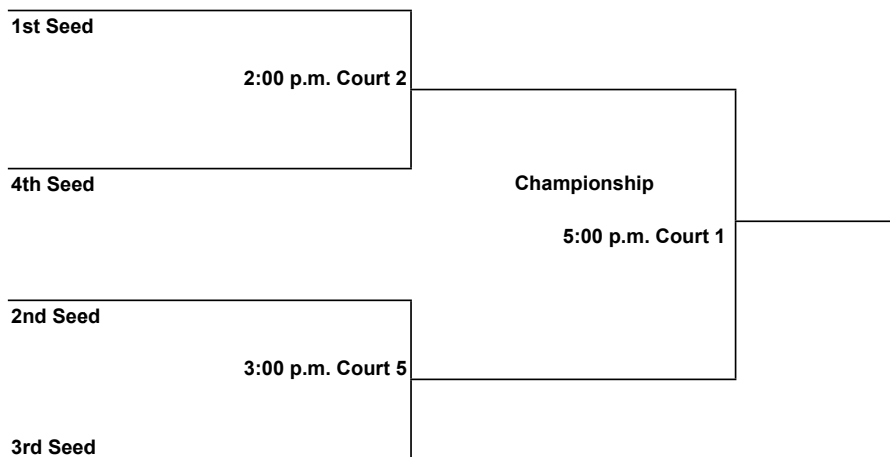 1st Seed
2:00 p.m. Court 2
4th Seed
Championship
5:00 p.m. Court 1
2nd Seed
3:00 p.m. Court 5
3rd Seed